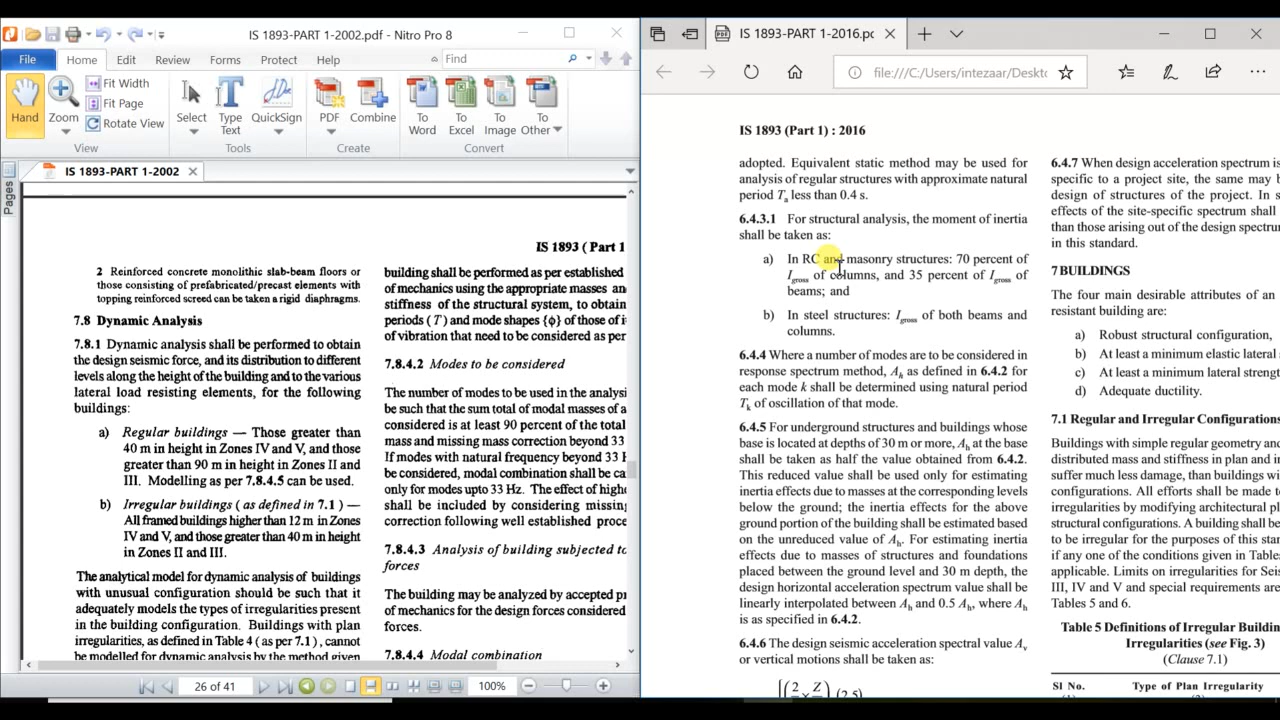 IS 1893-PART 1-2002.pdf - Nitro Pro 8
File Home Edit View Review Forms Protect Help Find
Hand
Zoom
Fit Width
Fit Page
Rotate View
View
Select
Type Text
QuickSign
Tools
PDF
Combine
Create
To Word
To Excel
To Image
To Other
Convert
IS 1893-PART 1-2002
Pages
IS 1893 ( Part 1
2 Reinforced concrete monolithic slab-beam floors or
those consisting of prefabricated/precast elements with
topping reinforced screed can be taken a rigid diaphragms.
7.8 Dynamic Analysis
7.8.1 Dynamic analysis shall be performed to obtain
the design seismic force, and its distribution to different
levels along the height of the building and to the various
lateral load resisting elements, for the following
buildings:
a) Regular buildings — Those greater than
40 m in height in Zones IV and V, and those
greater than 90 m in height in Zones II and
III. Modelling as per 7.8.4.5 can be used.
b) Irregular buildings ( as defined in 7.1 ) —
All framed buildings higher than 12 m in Zones
IV and V, and those greater than 40 m in height
in Zones II and III.
The analytical model for dynamic analysis of buildings
with unusual configuration should be such that it
adequately models the types of irregularities present
in the building configuration. Buildings with plan
irregularities, as defined in Table 4 ( as per 7.1 ), cannot
be modelled for dynamic analysis by the method given
building shall be performed as per established
of mechanics using the appropriate masses an
stiffness of the structural system, to obtain
periods ( T ) and mode shapes {ϕ} of those of i
of vibration that need to be considered as per
7.8.4.2 Modes to be considered
The number of modes to be used in the analysi
be such that the sum total of modal masses of a
considered is at least 90 percent of the total
mass and missing mass correction beyond 33
If modes with natural frequency beyond 33 H
be considered, modal combination shall be ca
only for modes upto 33 Hz. The effect of high
shall be included by considering missing
correction following well established proce
7.8.4.3 Analysis of building subjected to
forces
The building may be analyzed by accepted pr
of mechanics for the design forces considered
forces.
7.8.4.4 Modal combination
26 of 41
100%
IS 1893-PART 1-2016.pc
file:///C:/Users/intezaar/Deskto
IS 1893 (Part 1) : 2016
adopted. Equivalent static method may be used for
analysis of regular structures with approximate natural
period Ta less than 0.4 s.
6.4.3.1 For structural analysis, the moment of inertia
shall be taken as:
a) In RC and masonry structures: 70 percent of
Igross of columns, and 35 percent of Igross of
beams; and
b) In steel structures: Igross of both beams and
columns.
6.4.4 Where a number of modes are to be considered in
response spectrum method, Ah as defined in 6.4.2 for
each mode k shall be determined using natural period
Tk of oscillation of that mode.
6.4.5 For underground structures and buildings whose
base is located at depths of 30 m or more, Ah at the base
shall be taken as half the value obtained from 6.4.2.
This reduced value shall be used only for estimating
inertia effects due to masses at the corresponding levels
below the ground; the inertia effects for the above
ground portion of the building shall be estimated based
on the unreduced value of Ah. For estimating inertia
effects due to masses of structures and foundations
placed between the ground level and 30 m depth, the
design horizontal acceleration spectrum value shall be
linearly interpolated between Ah and 0.5 Ah, where Ah
is as specified in 6.4.2.
6.4.6 The design seismic acceleration spectral value Av
or vertical motions shall be taken as:
(2/3 × Z/ (2.5)
6.4.7 When design acceleration spectrum is
specific to a project site, the same may b
design of structures of the project. In s
effects of the site-specific spectrum shall
than those arising out of the design spectrum
in this standard.
7 BUILDINGS
The four main desirable attributes of an
resistant building are:
a) Robust structural configuration,
b) At least a minimum elastic lateral
c) At least a minimum lateral strengt
d) Adequate ductility.
7.1 Regular and Irregular Configurations
Buildings with simple regular geometry and
distributed mass and stiffness in plan and in
suffer much less damage, than buildings wi
configurations. All efforts shall be made to
irregularities by modifying architectural pl
structural configurations. A building shall be
to be irregular for the purposes of this stan
if any one of the conditions given in Tables
applicable. Limits on irregularities for Seis
III, IV and V and special requirements are
Tables 5 and 6.
Table 5 Definitions of Irregular Buildin
Irregularities (see Fig. 3)
(Clause 7.1)
Sl No. Type of Plan Irregularity